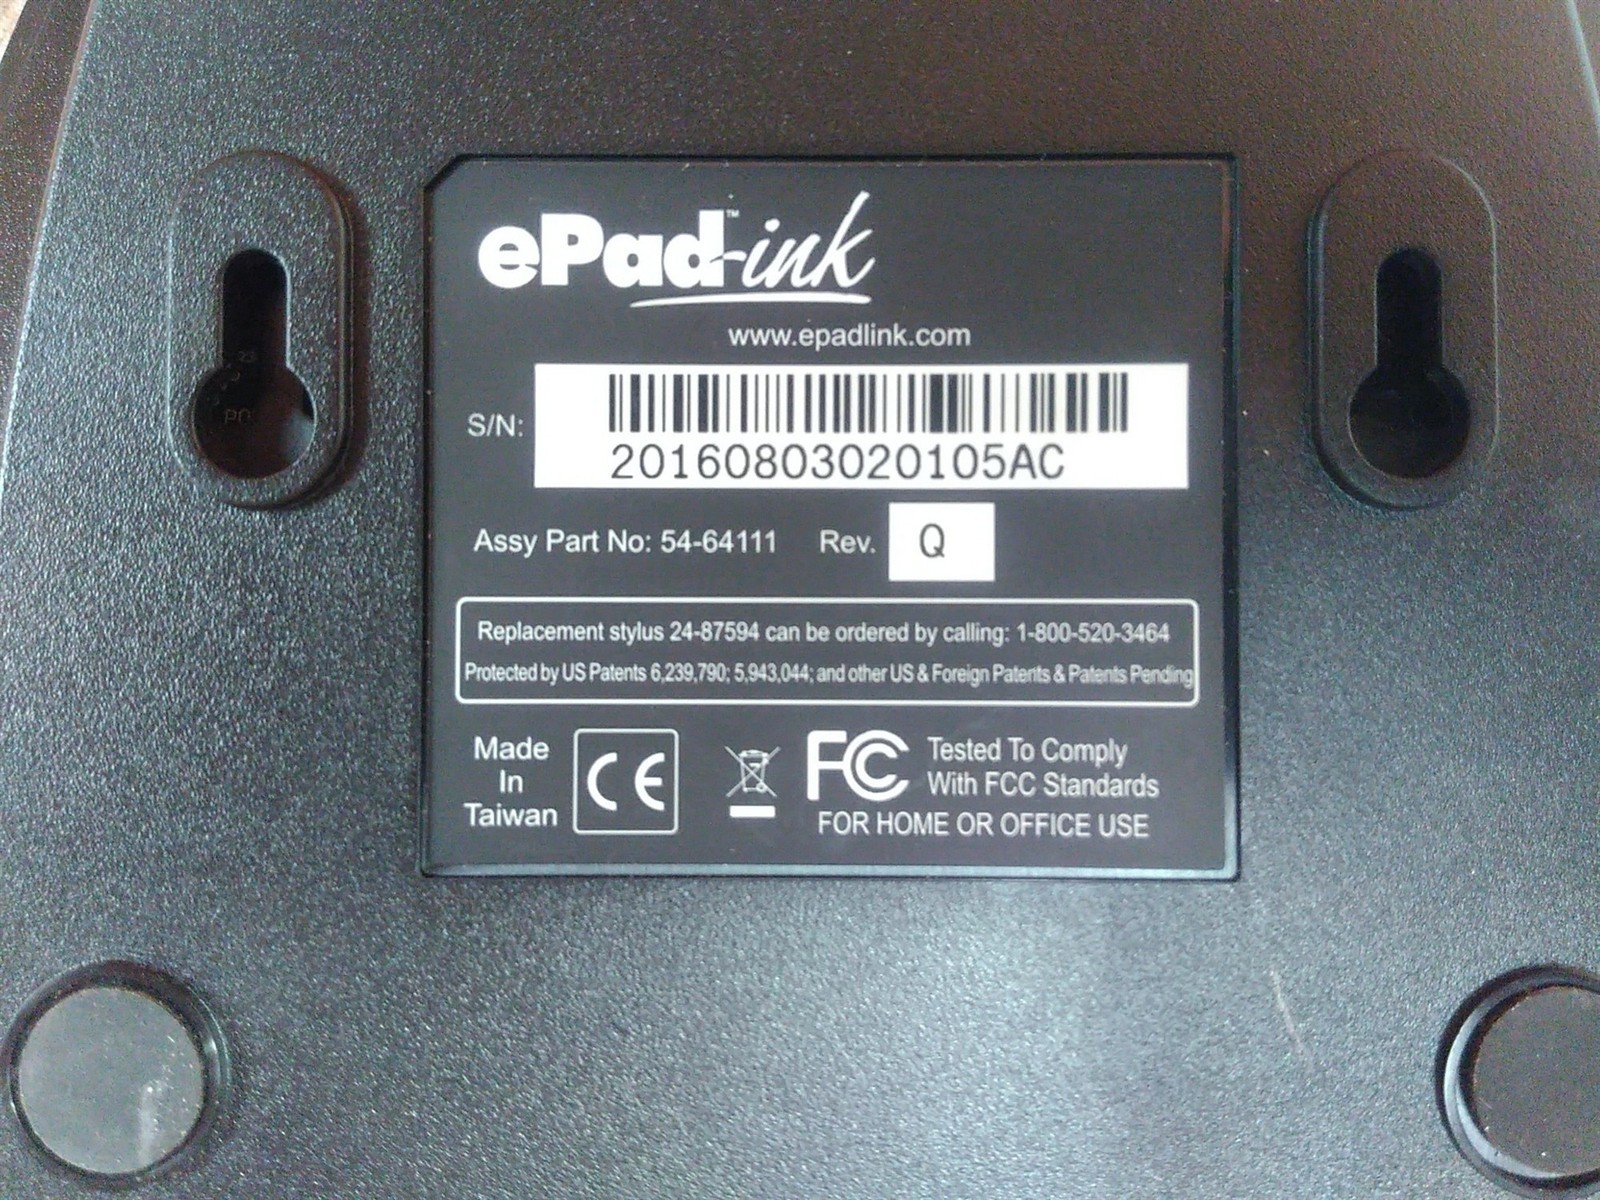 ePad-ink™
www.epadlink.com
S/N:
20160803020105AC
Assy Part No: 54-64111 Rev. Q
Replacement stylus 24-87594 can be ordered by calling: 1-800-520-3464
Protected by US Patents 6,239,790; 5,943,044; and other US & Foreign Patents & Patents Pending
Made
In
Taiwan
CE
FC
Tested To Comply
With FCC Standards
FOR HOME OR OFFICE USE